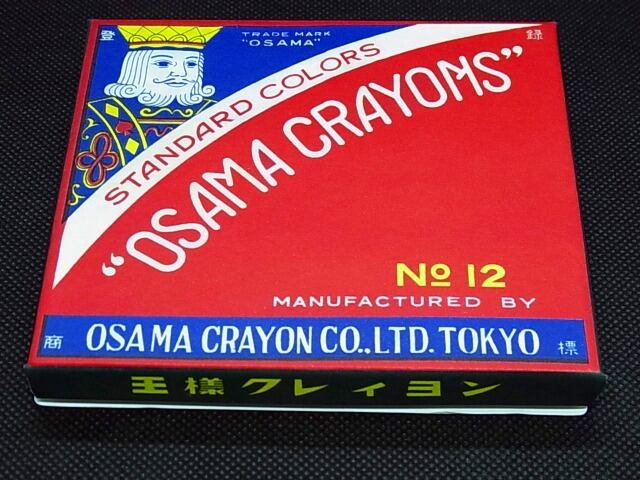 登
TRADE MARK
"OSAMA"
録
STANDARD COLORS
"OSAMA CRAYONS"
No 12
MANUFACTURED BY
商
OSAMA CRAYON CO.,LTD. TOKYO
標
王様クレィヨン